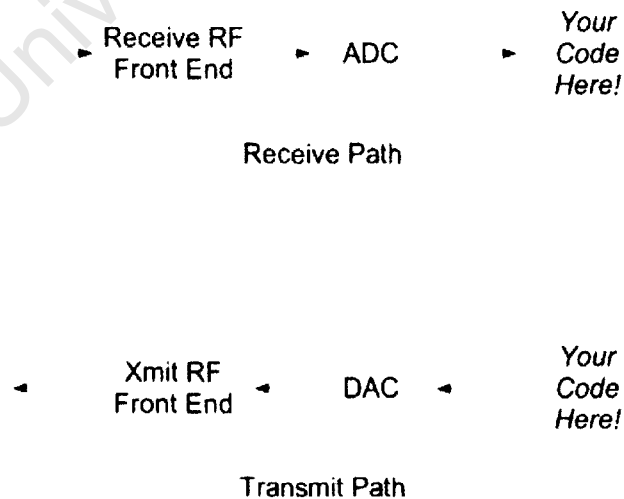 Receive RF
Front End
ADC
Your
Code
Here!
Receive Path
Xmit RF
Front End
DAC
Your
Code
Here!
Transmit Path